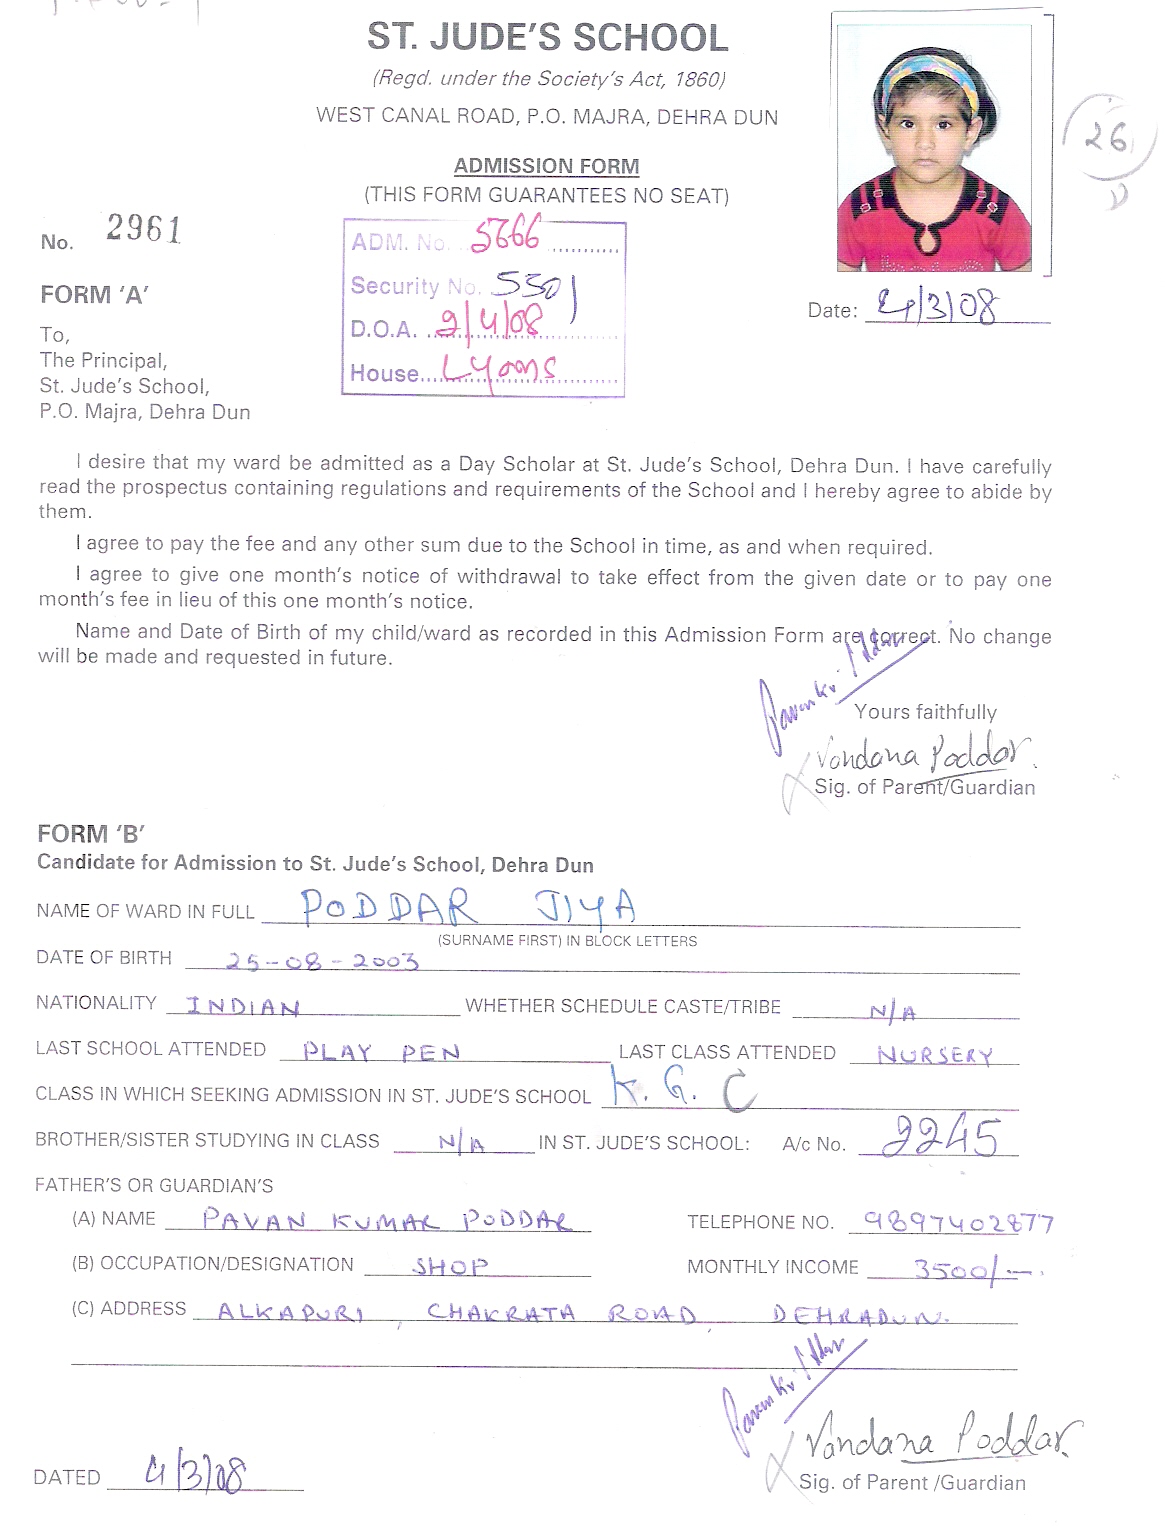 ST. JUDE'S SCHOOL
(Regd. under the Society's Act, 1860)
WEST CANAL ROAD, P.O. MAJRA, DEHRA DUN
26
ADMISSION FORM
(THIS FORM GUARANTEES NO SEAT)
No. 2961
ADM. No. 5766
Security No. 5501
D.O.A. 2/4/08
House Lyons
Date: 4/3/08
FORM 'A'
To,
The Principal,
St. Jude's School,
P.O. Majra, Dehra Dun
I desire that my ward be admitted as a Day Scholar at St. Jude's School, Dehra Dun. I have carefully
read the prospectus containing regulations and requirements of the School and I hereby agree to abide by
them.
I agree to pay the fee and any other sum due to the School in time, as and when required.
I agree to give one month's notice of withdrawal to take effect from the given date or to pay one
month's fee in lieu of this one month's notice.
Name and Date of Birth of my child/ward as recorded in this Admission Form are correct. No change
will be made and requested in future.
Yours faithfully
Vandana Poddar.
Sig. of Parent/Guardian
FORM 'B'
Candidate for Admission to St. Jude's School, Dehra Dun
NAME OF WARD IN FULL PODDAR JIYA
(SURNAME FIRST) IN BLOCK LETTERS
DATE OF BIRTH 25-08-2003
NATIONALITY INDIAN WHETHER SCHEDULE CASTE/TRIBE N/A
LAST SCHOOL ATTENDED PLAY PEN LAST CLASS ATTENDED NURSERY
CLASS IN WHICH SEEKING ADMISSION IN ST. JUDE'S SCHOOL K.G. C
BROTHER/SISTER STUDYING IN CLASS N/A IN ST. JUDE'S SCHOOL: A/c No. 2245
FATHER'S OR GUARDIAN'S
(A) NAME PAVAN KUMAR PODDAR TELEPHONE NO. 9897402877
(B) OCCUPATION/DESIGNATION SHOP MONTHLY INCOME 3500/-
(C) ADDRESS ALKAPURI, CHAKRATA ROAD, DEHRADUN.
Vandana Poddar.
DATED 4/3/08
Sig. of Parent /Guardian